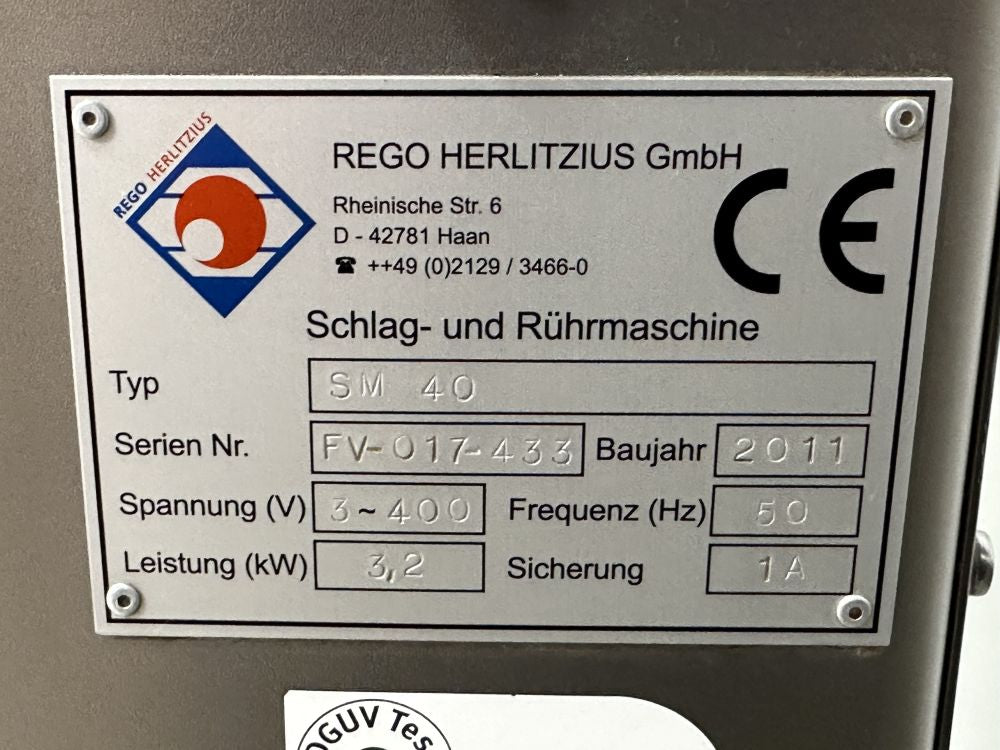 REGO HERLITZIUS
REGO HERLITZIUS GmbH
Rheinische Str. 6
D - 42781 Haan
☎ ++49 (0)2129 / 3466-0
CE
Schlag- und Rührmaschine
Typ SM 40
Serien Nr. FV-017-433 Baujahr 2011
Spannung (V) 3~400 Frequenz (Hz) 50
Leistung (kW) 3,2 Sicherung 1A
DGUV Tes